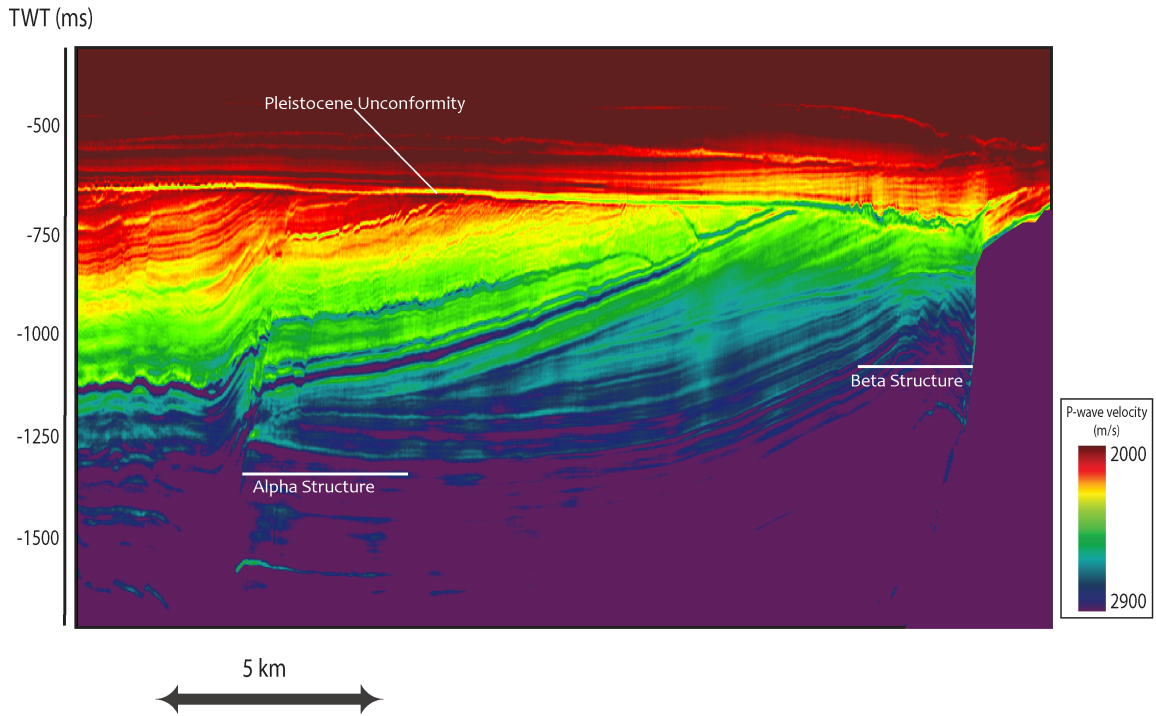 TWT (ms)
Pleistocene Unconformity
-500
-750
-1000
Beta Structure
P-wave velocity
(m/s)
2000
-1250
Alpha Structure
-1500
2900
5 km